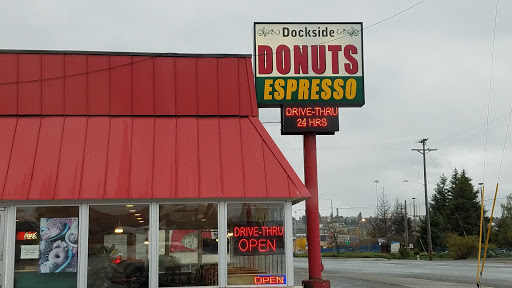 Dockside
DONUTS
ESPRESSO
DRIVE-THRU
24 HRS
DRIVE-THRU
OPEN
OPEN